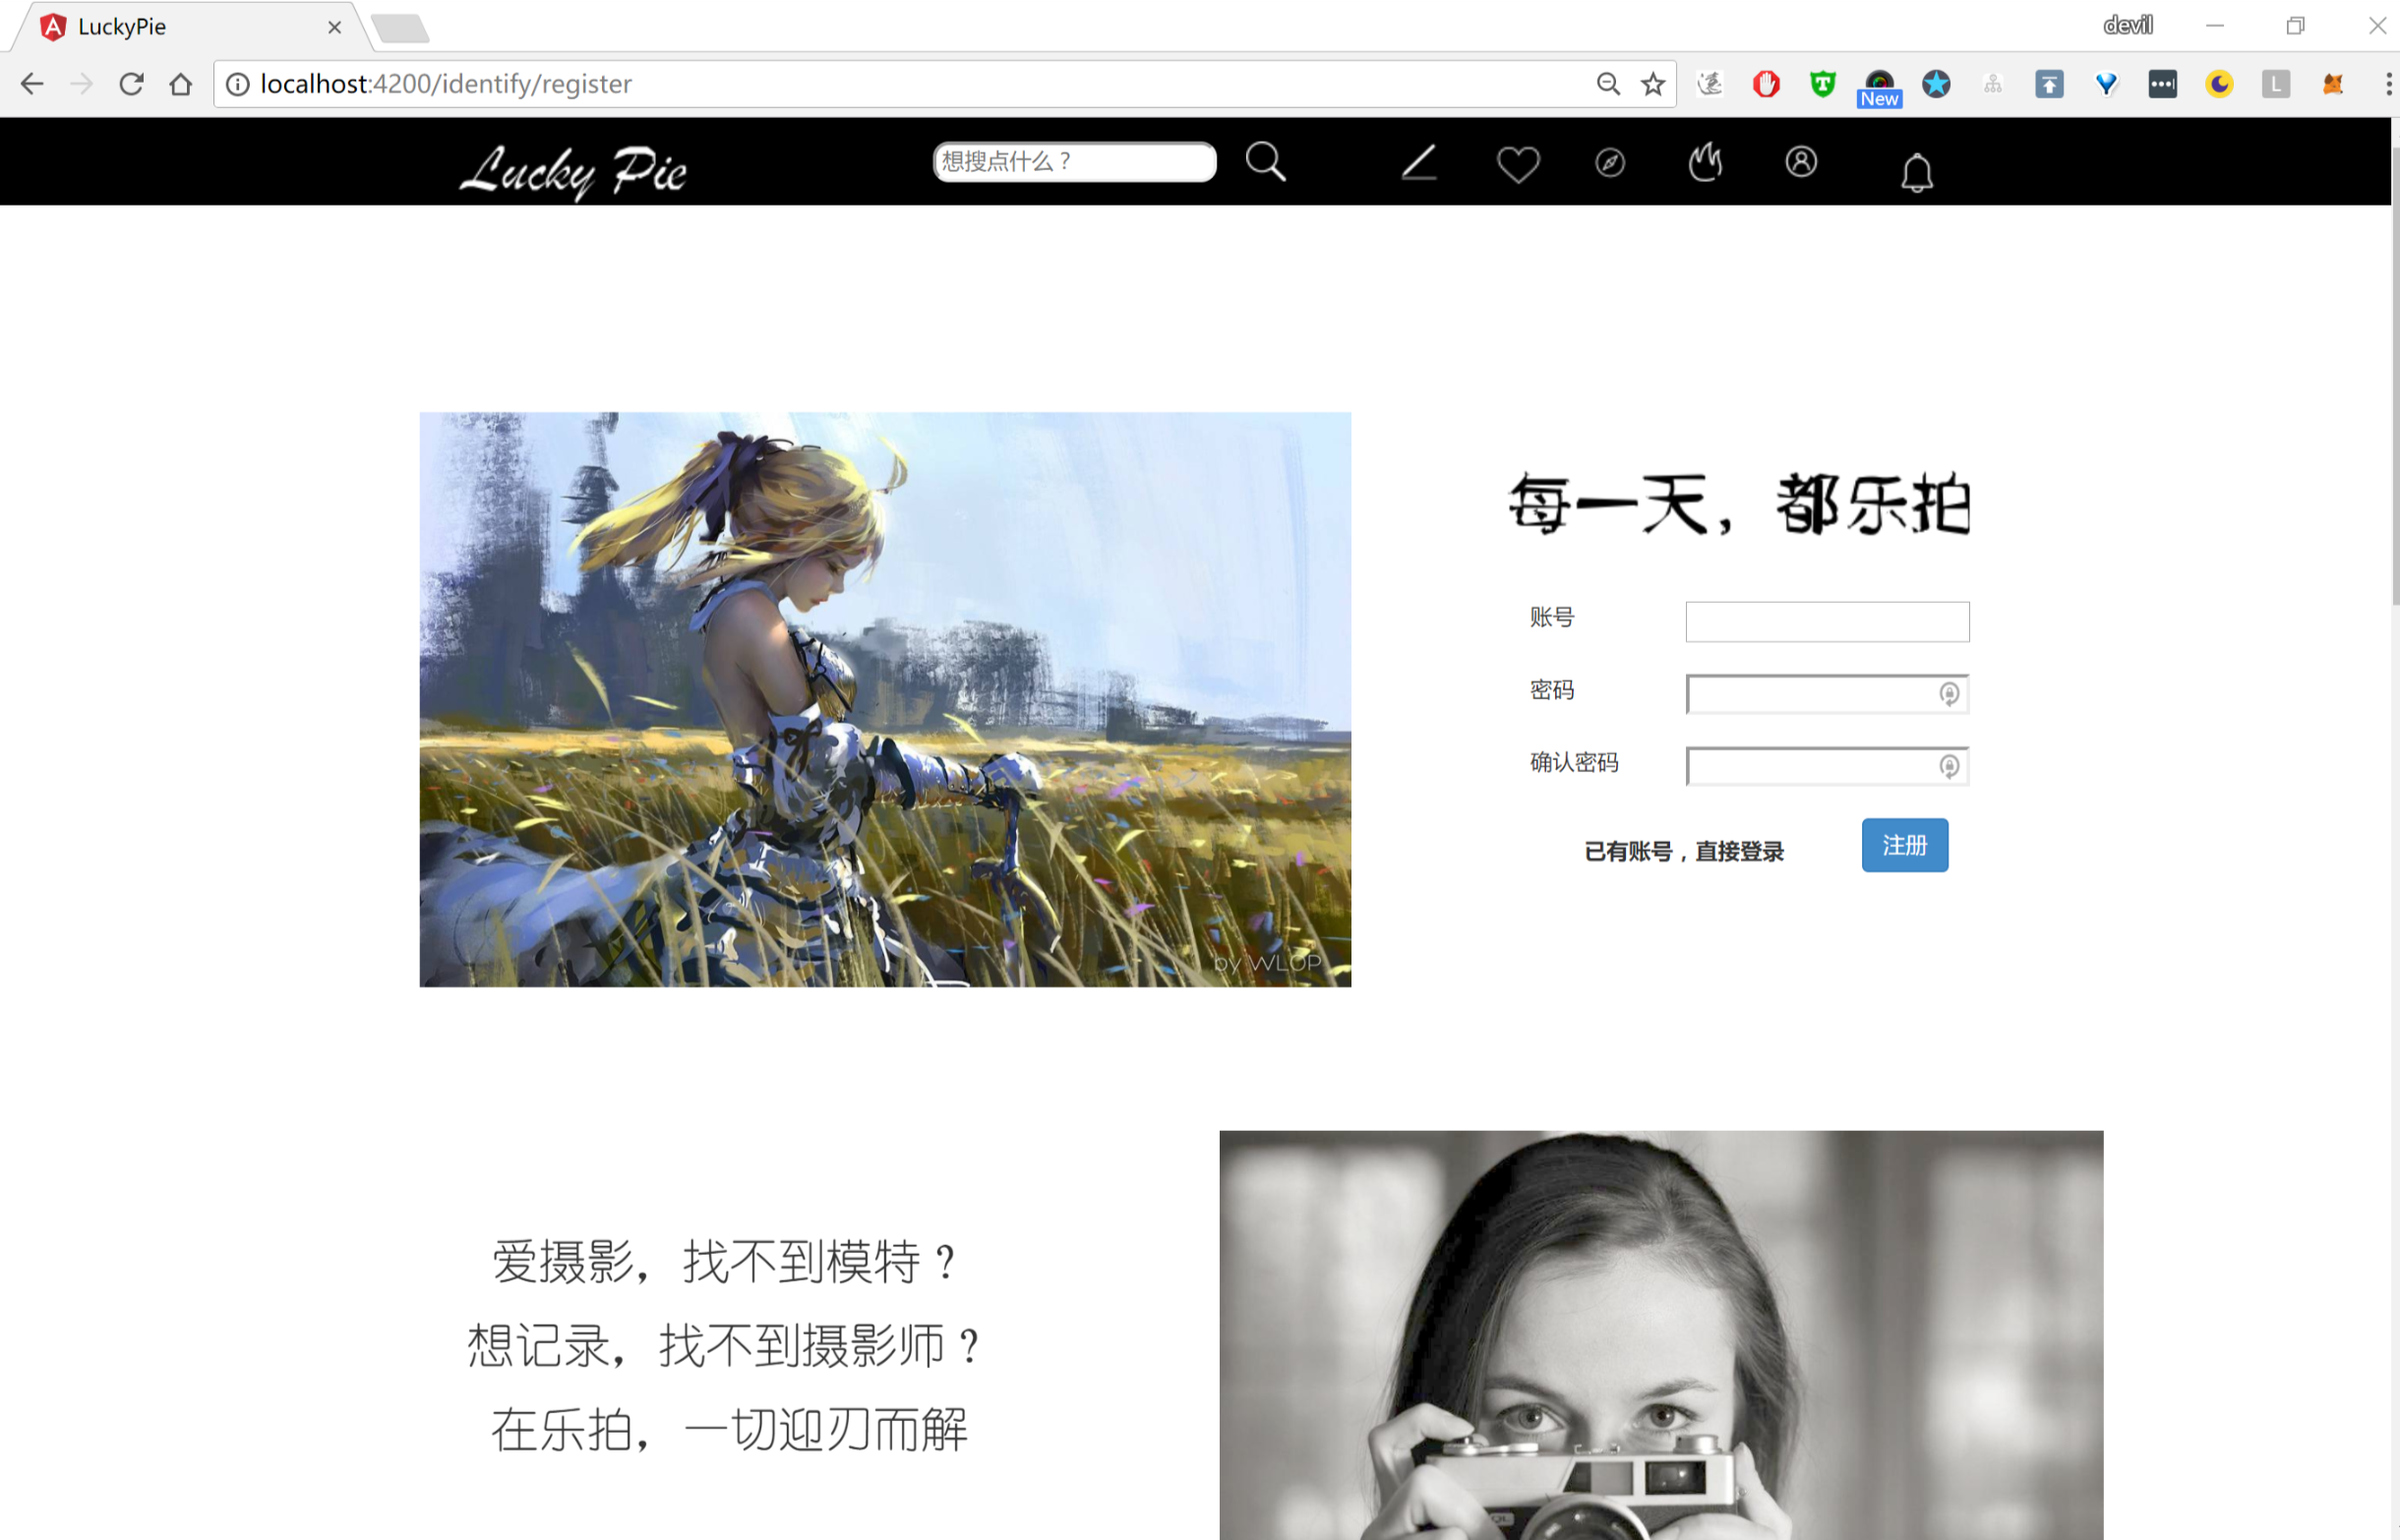 LuckyPie
devil
localhost:4200/identify/register
New
L
Lucky Pie
想搜点什么？
每一天，都乐拍
账号
密码
确认密码
已有账号，直接登录
注册
by WLOP
爱摄影，找不到模特？
想记录，找不到摄影师？
在乐拍，一切迎刃而解